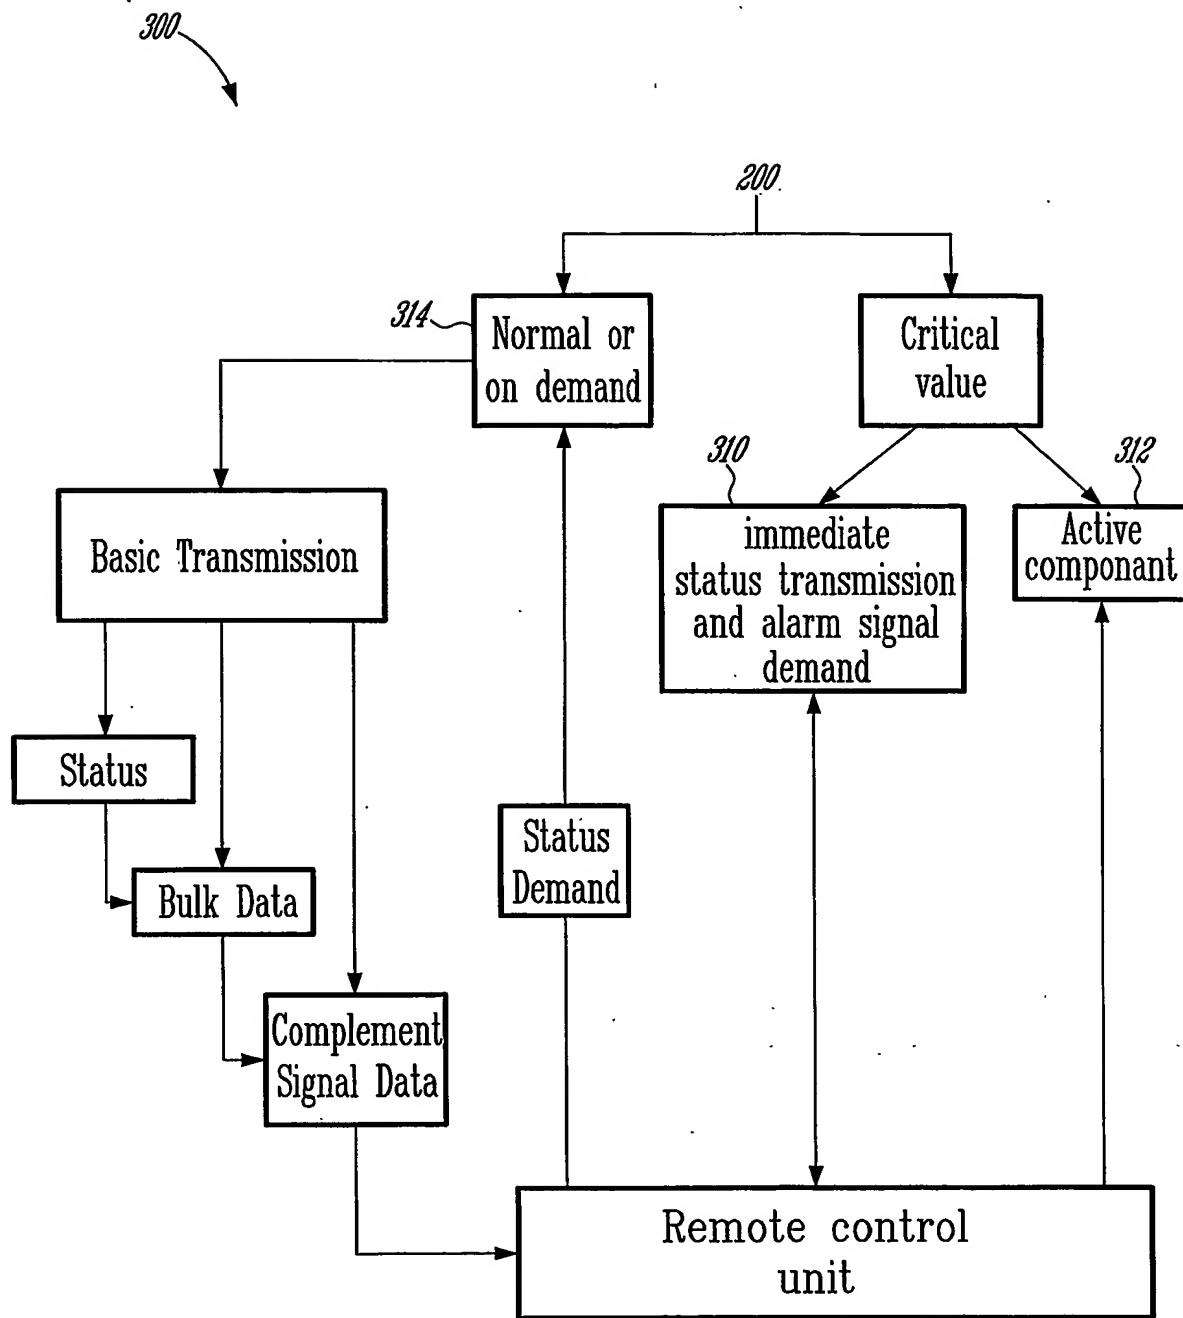 300
200
314
Normal or
on demand
Critical
value
310
312
Basic Transmission
immediate
status transmission
and alarm signal
demand
Active
componant
Status
Status
Demand
Bulk Data
Complement
Signal Data
Remote control
unit